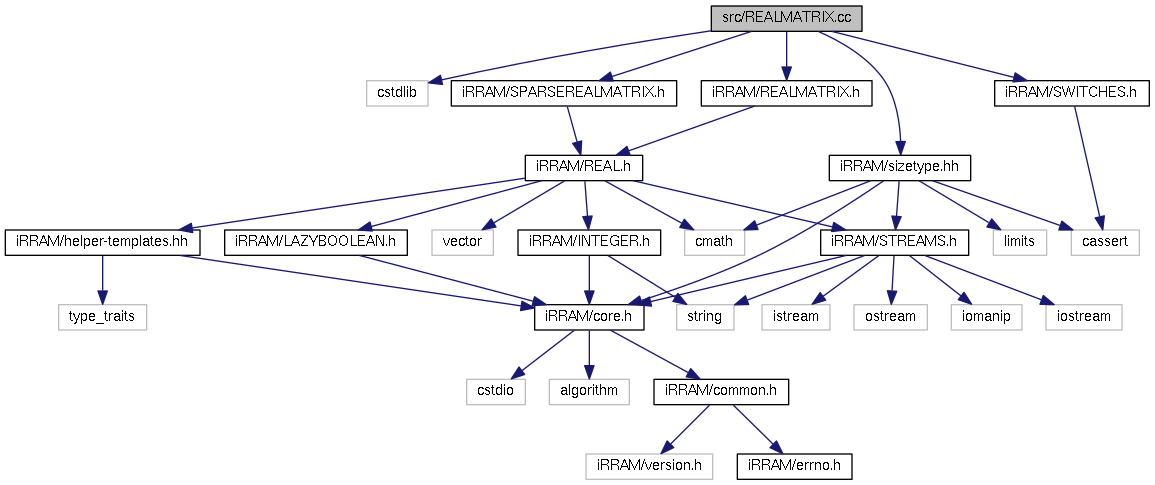 src/REALMATRIX.cc
cstdlib
iRRAM/SPARSEREALMATRIX.h
iRRAM/REALMATRIX.h
iRRAM/SWITCHES.h
iRRAM/REAL.h
iRRAM/sizetype.hh
iRRAM/helper-templates.hh
iRRAM/LAZYBOOLEAN.h
vector
iRRAM/INTEGER.h
cmath
iRRAM/STREAMS.h
limits
cassert
type_traits
iRRAM/core.h
string
istream
ostream
iomanip
iostream
cstdio
algorithm
iRRAM/common.h
iRRAM/version.h
iRRAM/errno.h